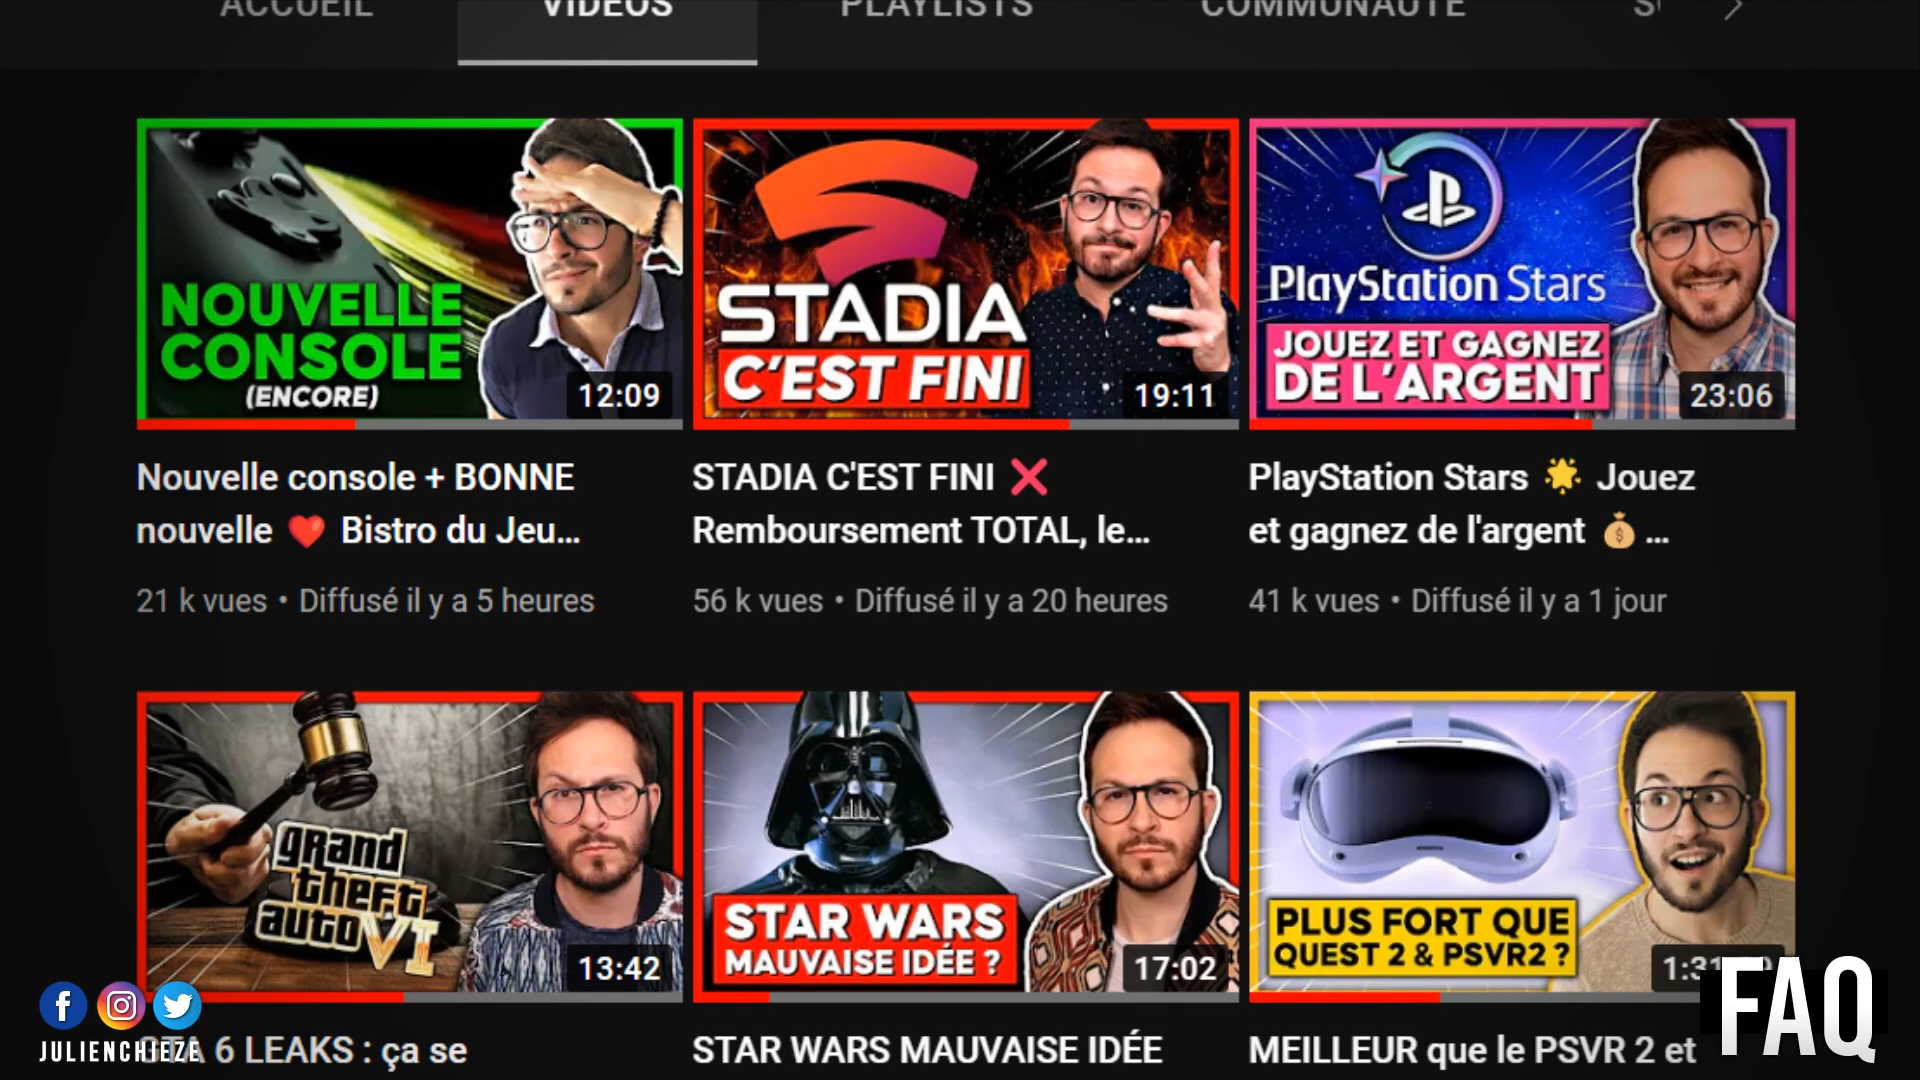 ACCUEIL VIDÉOS PLAYLISTS COMMUNAUTÉ
NOUVELLE
CONSOLE
(ENCORE)
12:09
STADIA
C'EST FINI
19:11
PlayStation Stars
JOUEZ ET GAGNEZ
DE L'ARGENT
23:06
Nouvelle console + BONNE
nouvelle ❤️ Bistro du Jeu...
21 k vues • Diffusé il y a 5 heures
STADIA C'EST FINI ❌
Remboursement TOTAL, le...
56 k vues • Diffusé il y a 20 heures
PlayStation Stars 🌟 Jouez
et gagnez de l'argent 💰 ...
41 k vues • Diffusé il y a 1 jour
grand
theft
auto VI
13:42
STAR WARS
MAUVAISE IDÉE ?
17:02
PLUS FORT QUE
QUEST 2 & PSVR2 ?
GTA 6 LEAKS : ça se
STAR WARS MAUVAISE IDÉE
MEILLEUR que le PSVR 2 et
JULIENCHIEZE
FAQ